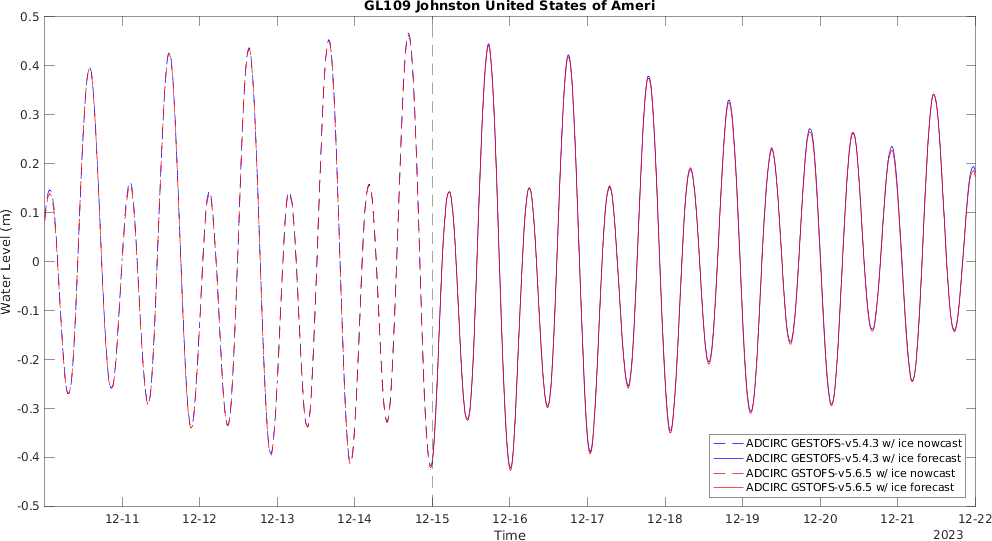 GL109 Johnston United States of Ameri
0.5
0.4
0.3
0.2
0.1
0
-0.1
-0.2
-0.3
-0.4
-0.5
Water Level (m)
ADCIRC GESTOFS-v5.4.3 w/ ice nowcast
ADCIRC GESTOFS-v5.4.3 w/ ice forecast
ADCIRC GSTOFS-v5.6.5 w/ ice nowcast
ADCIRC GSTOFS-v5.6.5 w/ ice forecast
12-11 12-12 12-13 12-14 12-15 12-16 12-17 12-18 12-19 12-20 12-21 12-22
Time
2023